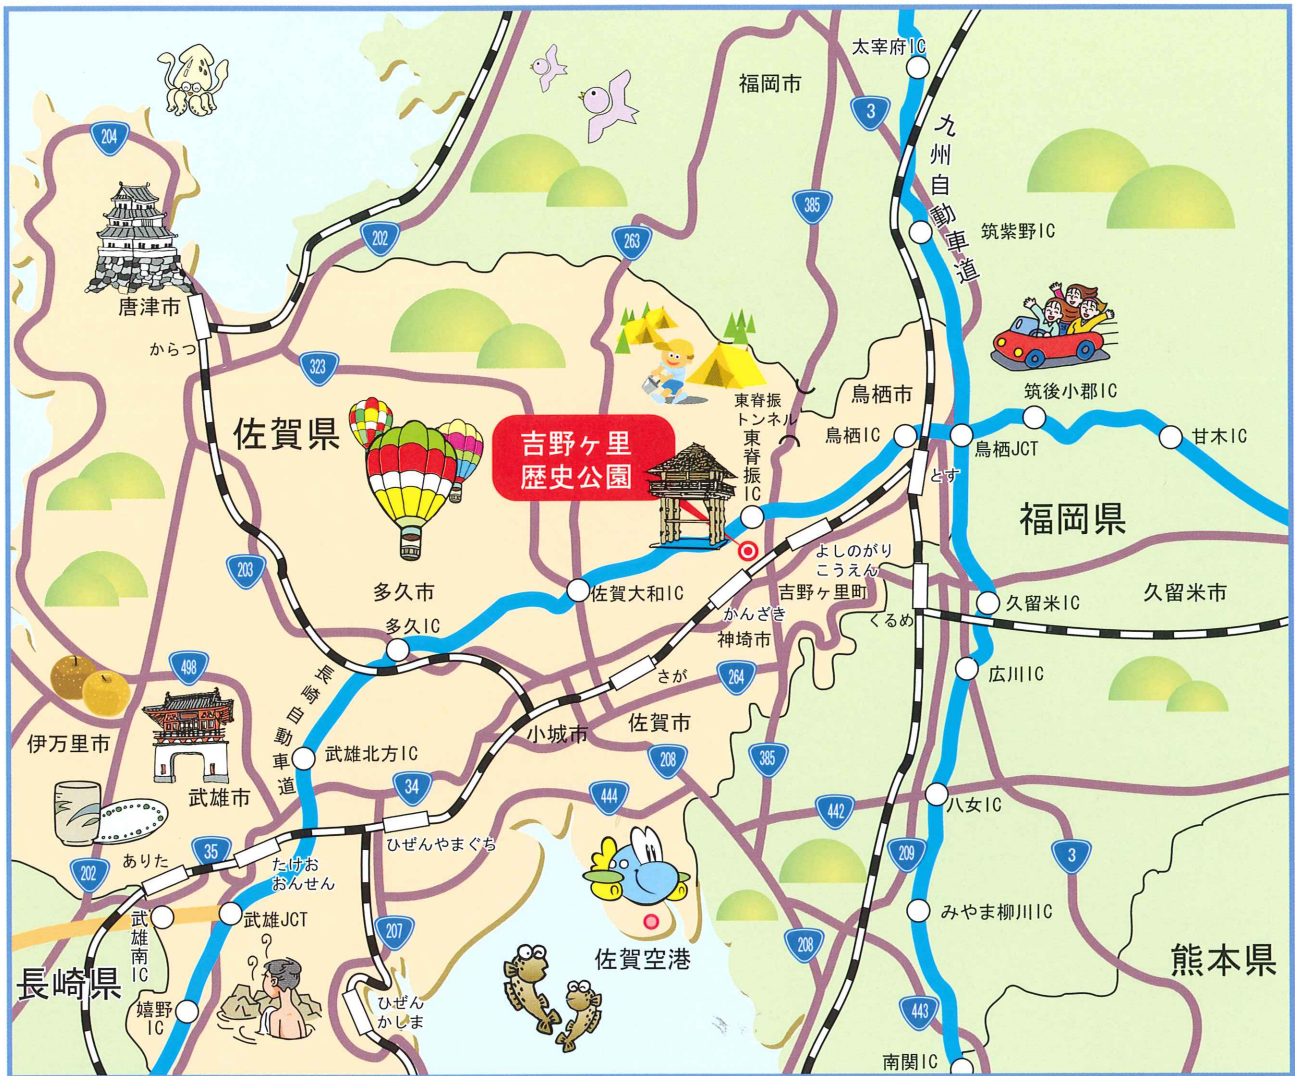 太宰府IC
福岡市
3
204
九州自動車道
385
筑紫野IC
202
263
唐津市
からつ
323
東脊振
トンネル
鳥栖市
筑後小郡IC
佐賀県
吉野ヶ里
歴史公園
東脊振IC
鳥栖IC
鳥栖JCT
甘木IC
とす
福岡県
よしのがり
こうえん
203
多久市
佐賀大和IC
吉野ヶ里町
久留米IC
久留米市
かんざき
くるめ
多久IC
神埼市
498
長崎自動車道
さが
264
広川IC
伊万里市
佐賀市
小城市
武雄北方IC
208
385
武雄市
34
444
442
八女IC
ありた
35
ひぜんやまぐち
209
3
202
たけお
おんせん
武雄南IC
武雄JCT
207
みやま柳川IC
208
佐賀空港
熊本県
長崎県
嬉野
IC
ひぜん
かしま
443
南関IC